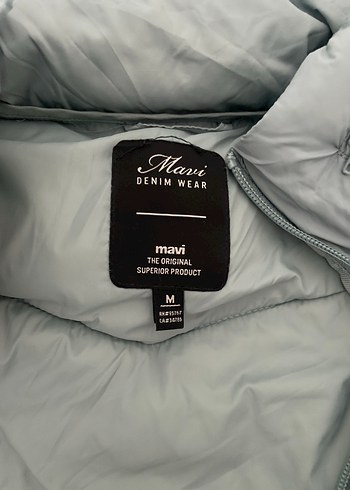 Mavi
DENIM WEAR
mavi
THE ORIGINAL
SUPERIOR PRODUCT
M